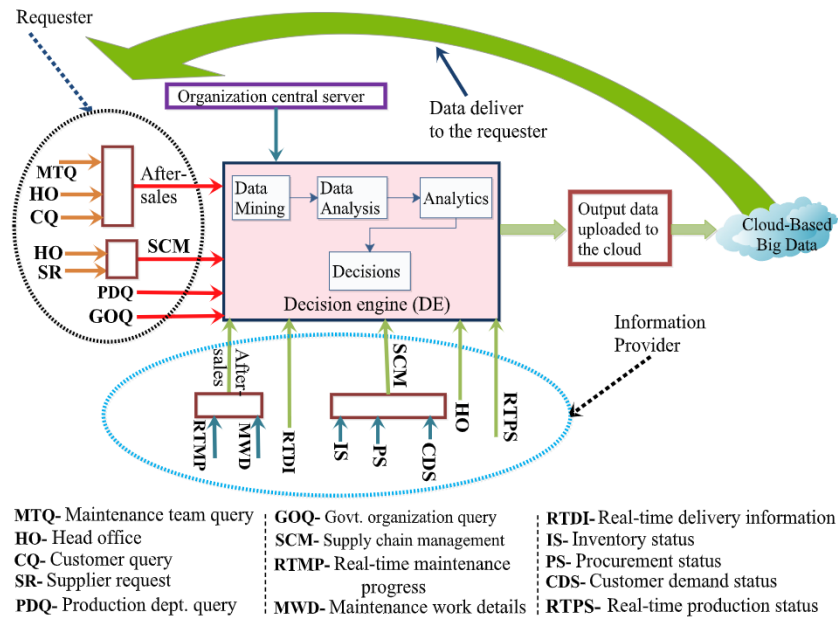 Requester
Organization central server
Data deliver
to the requester
MTQ
HO
CQ
After-
sales
HO
SR
SCM
PDQ
GOQ
Data
Mining
Data
Analysis
Analytics
Decisions
Decision engine (DE)
Output data
uploaded to
the cloud
Cloud-Based
Big Data
Information
Provider
After-
sales
SCM
RTMP
MWD
RTDI
IS
PS
CDS
HO
RTPS
MTQ- Maintenance team query
HO- Head office
CQ- Customer query
SR- Supplier request
PDQ- Production dept. query
GOQ- Govt. organization query
SCM- Supply chain management
RTMP- Real-time maintenance
progress
MWD- Maintenance work details
RTDI- Real-time delivery information
IS- Inventory status
PS- Procurement status
CDS- Customer demand status
RTPS- Real-time production status